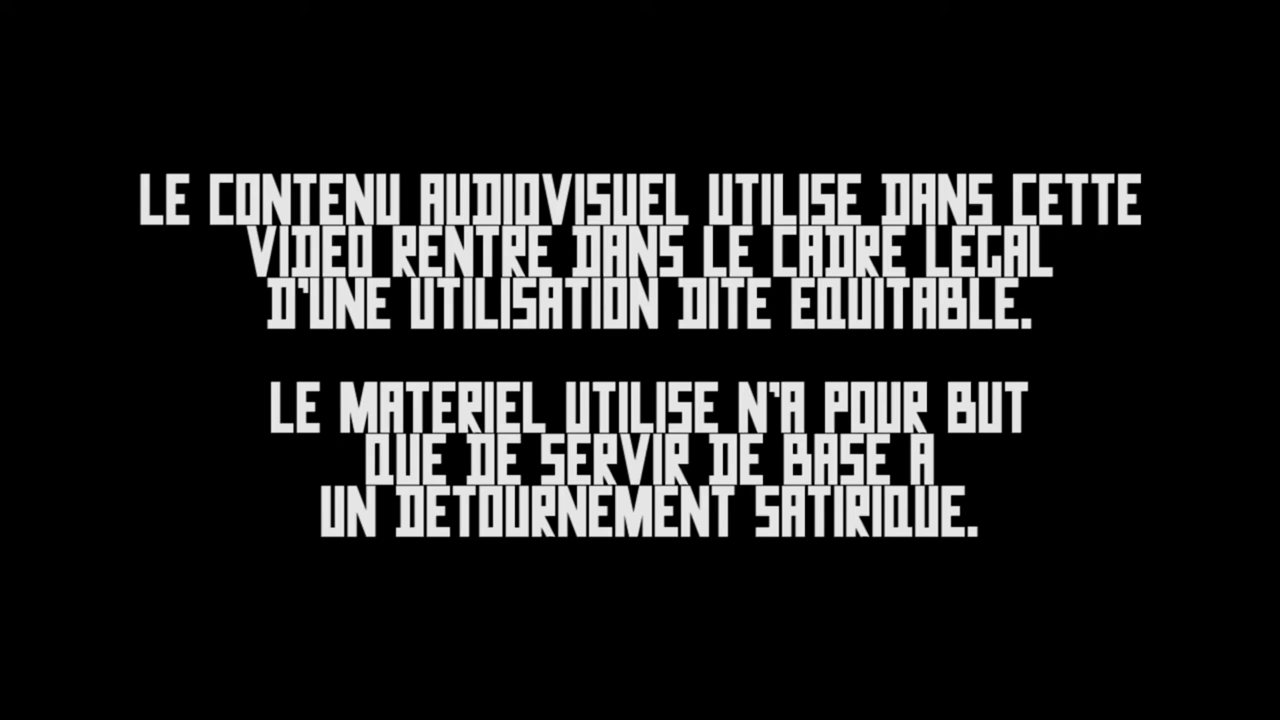 LE CONTENU AUDIOVISUEL UTILISE DANS CETTE
VIDEO RENTRE DANS LE CADRE LEGAL
D'UNE UTILISATION DITE EQUITABLE.
LE MATERIEL UTILISE N'A POUR BUT
QUE DE SERVIR DE BASE A
UN DETOURNEMENT SATIRIQUE.